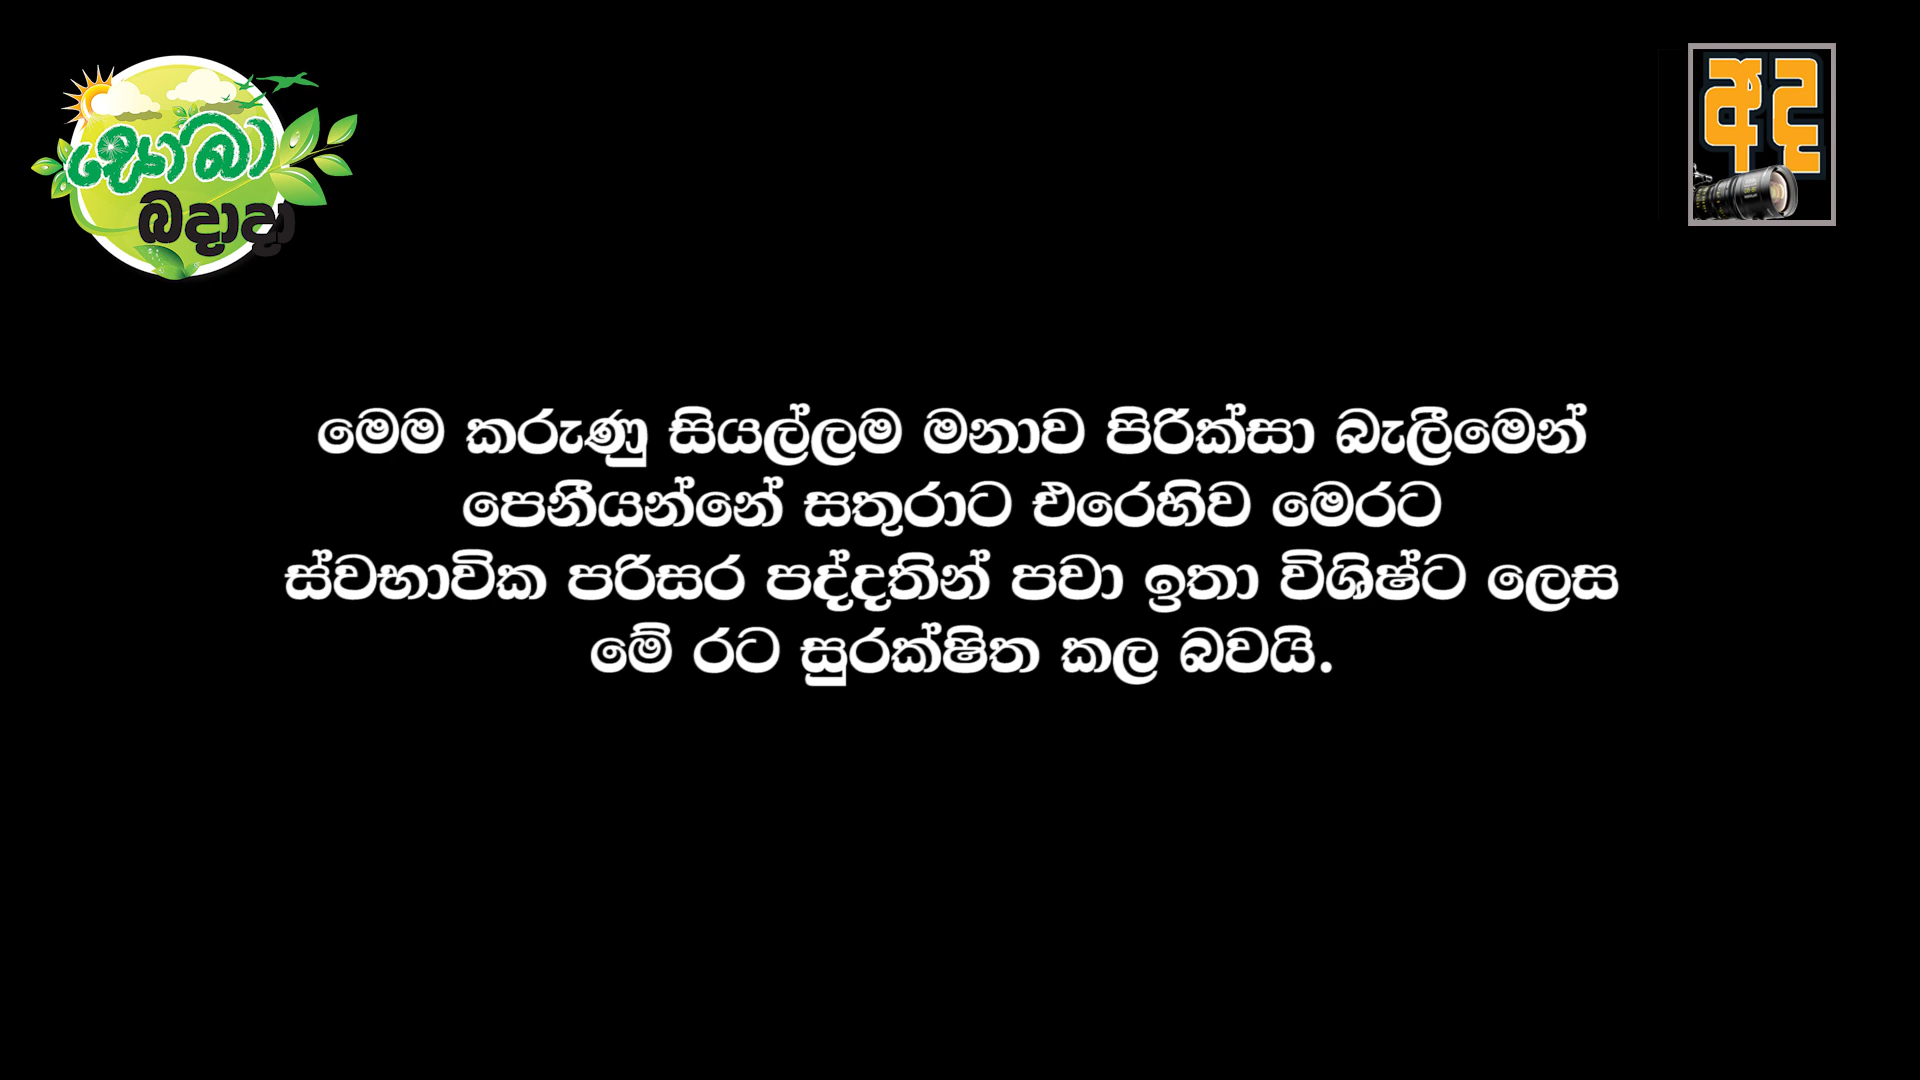 සොබා
බදාදා
අද
මෙම කරුණු සියල්ලම මනාව පිරික්සා බැලීමෙන්
පෙනීයන්නේ සතුරාට එරෙහිව මෙරට
ස්වභාවික පරිසර පද්දතින් පවා ඉතා විශිෂ්ට ලෙස
මේ රට සුරක්ෂිත කල බවයි.